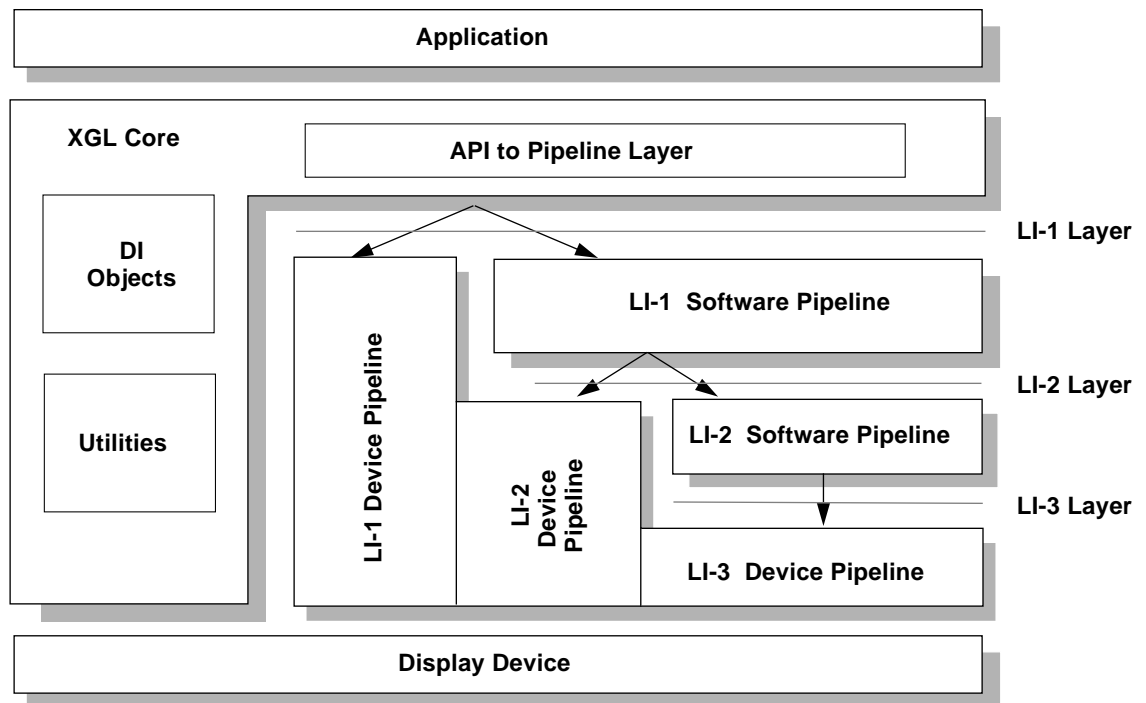 Application
XGL Core
API to Pipeline Layer
DI
Objects
Utilities
LI-1 Layer
LI-1 Device Pipeline
LI-1 Software Pipeline
LI-2 Layer
LI-2
Device
Pipeline
LI-2 Software Pipeline
LI-3 Layer
LI-3 Device Pipeline
Display Device